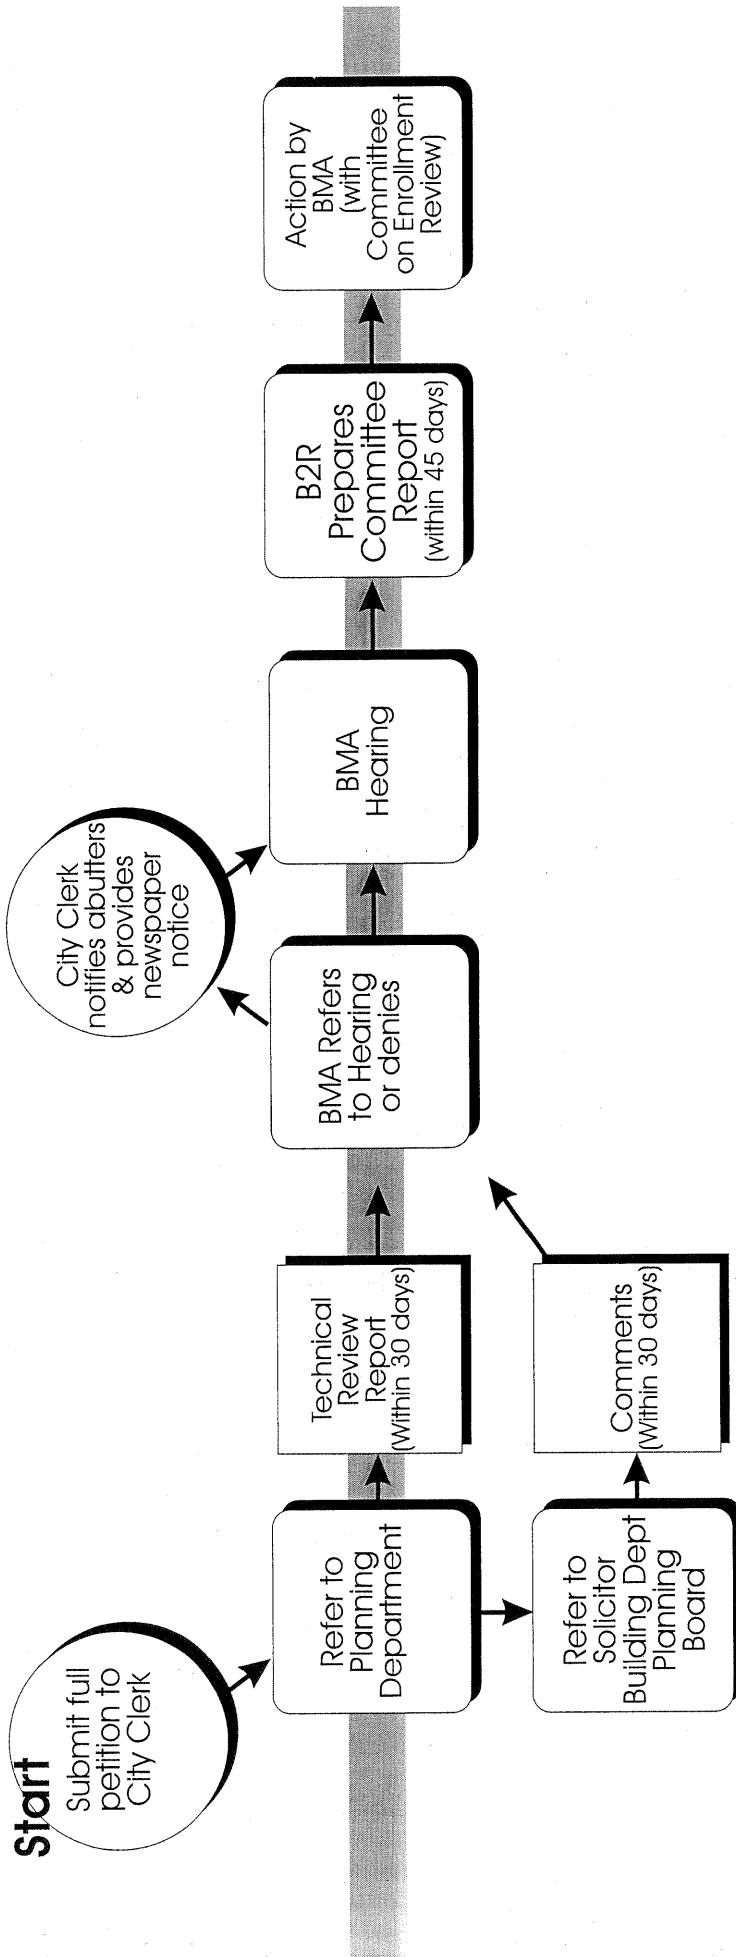 Start
Submit full
petition to
City Clerk
Refer to
Planning
Department
Refer to
Solicitor
Building Dept
Planning
Board
Technical
Review
Report
(Within 30 days)
Comments
(Within 30 days)
BMA Refers
to Hearing
or denies
City Clerk
notifies abutters
& provides
newspaper
notice
BMA
Hearing
B2R
Prepares
Committee
Report
(within 45 days)
Action by
BMA
(with
Committee
on Enrollment
Review)